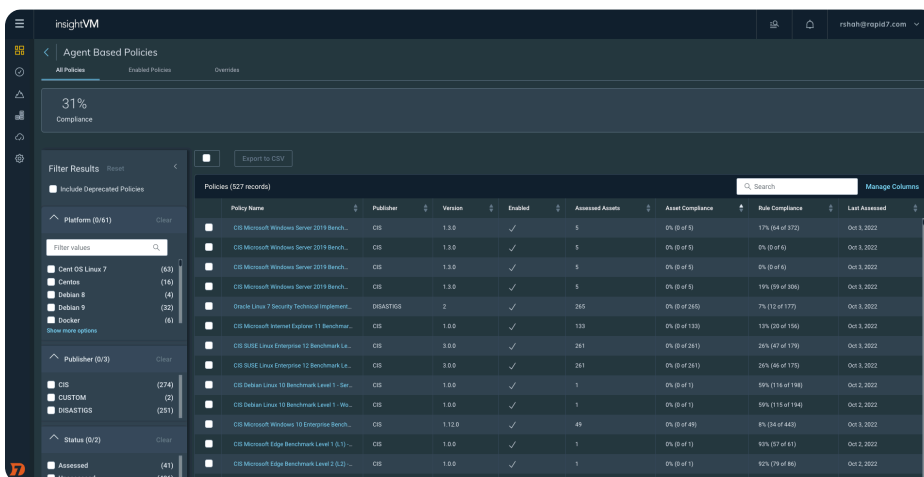 insightVM
rshah@rapid7.com
Agent Based Policies
All Policies Enabled Policies Overrides
31%
Compliance
Export to CSV
Filter Results Reset
Include Deprecated Policies
Platform (0/61) Clear
Filter values
Cent OS Linux 7 (63)
Centos (16)
Debian 8 (4)
Debian 9 (32)
Docker (6)
Show more options
Publisher (0/3) Clear
CIS (274)
CUSTOM (2)
DISASTIGS (251)
Status (0/2) Clear
Assessed (41)
Policies (527 records) Search Manage Columns
Policy Name Publisher Version Enabled Assessed Assets Asset Compliance Rule Compliance Last Assessed
CIS Microsoft Windows Server 2019 Bench... CIS 1.3.0 5 0% (0 of 5) 17% (64 of 372) Oct 3, 2022
CIS Microsoft Windows Server 2019 Bench... CIS 1.3.0 5 0% (0 of 5) 0% (0 of 6) Oct 3, 2022
CIS Microsoft Windows Server 2019 Bench... CIS 1.3.0 5 0% (0 of 5) 0% (0 of 6) Oct 3, 2022
CIS Microsoft Windows Server 2019 Bench... CIS 1.3.0 5 0% (0 of 5) 19% (59 of 306) Oct 3, 2022
Oracle Linux 7 Security Technical Implement... DISASTIGS 2 265 0% (0 of 265) 7% (12 of 177) Oct 3, 2022
CIS Microsoft Internet Explorer 11 Benchmar... CIS 1.0.0 133 0% (0 of 133) 13% (20 of 156) Oct 3, 2022
CIS SUSE Linux Enterprise 12 Benchmark Le... CIS 3.0.0 261 0% (0 of 261) 26% (47 of 179) Oct 3, 2022
CIS SUSE Linux Enterprise 12 Benchmark Le... CIS 3.0.0 261 0% (0 of 261) 26% (46 of 175) Oct 3, 2022
CIS Debian Linux 10 Benchmark Level 1 - Ser... CIS 1.0.0 1 0% (0 of 1) 59% (116 of 198) Oct 2, 2022
CIS Debian Linux 10 Benchmark Level 1 - Wo... CIS 1.0.0 1 0% (0 of 1) 59% (115 of 194) Oct 2, 2022
CIS Microsoft Windows 10 Enterprise Bench... CIS 1.12.0 49 0% (0 of 49) 8% (34 of 443) Oct 2, 2022
CIS Microsoft Edge Benchmark Level 1 (L1) -... CIS 1.0.0 1 0% (0 of 1) 93% (57 of 61) Oct 2, 2022
CIS Microsoft Edge Benchmark Level 2 (L2) -... CIS 1.0.0 1 0% (0 of 1) 92% (79 of 86) Oct 2, 2022